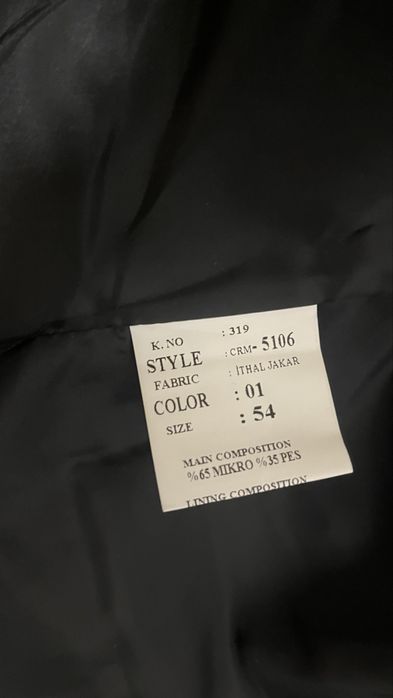 K. NO : 319
STYLE : CRM- 5106
FABRIC : İTHAL JAKAR
COLOR : 01
SIZE : 54
MAIN COMPOSITION
%65 MIKRO %35 PES
LINING COMPOSITION